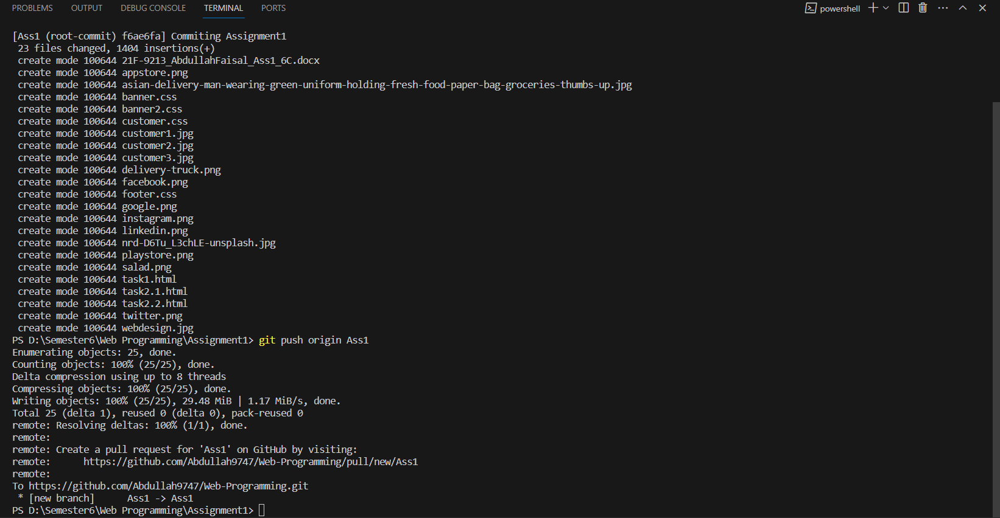 PROBLEMS OUTPUT DEBUG CONSOLE TERMINAL PORTS powershell
[Ass1 (root-commit) f6ae6fa] Commiting Assignment1
 23 files changed, 1404 insertions(+)
 create mode 100644 21F-9213_AbdullahFaisal_Ass1_6C.docx
 create mode 100644 appstore.png
 create mode 100644 asian-delivery-man-wearing-green-uniform-holding-fresh-food-paper-bag-groceries-thumbs-up.jpg
 create mode 100644 banner.css
 create mode 100644 banner2.css
 create mode 100644 customer.css
 create mode 100644 customer1.jpg
 create mode 100644 customer2.jpg
 create mode 100644 customer3.jpg
 create mode 100644 delivery-truck.png
 create mode 100644 facebook.png
 create mode 100644 footer.css
 create mode 100644 google.png
 create mode 100644 instagram.png
 create mode 100644 linkedin.png
 create mode 100644 nrd-D6Tu_L3chLE-unsplash.jpg
 create mode 100644 playstore.png
 create mode 100644 salad.png
 create mode 100644 task1.html
 create mode 100644 task2.1.html
 create mode 100644 task2.2.html
 create mode 100644 twitter.png
 create mode 100644 webdesign.jpg
PS D:\Semester6\Web Programming\Assignment1> git push origin Ass1
Enumerating objects: 25, done.
Counting objects: 100% (25/25), done.
Delta compression using up to 8 threads
Compressing objects: 100% (25/25), done.
Writing objects: 100% (25/25), 29.48 MiB | 1.17 MiB/s, done.
Total 25 (delta 1), reused 0 (delta 0), pack-reused 0
remote: Resolving deltas: 100% (1/1), done.
remote:
remote: Create a pull request for 'Ass1' on GitHub by visiting:
remote:      https://github.com/Abdullah9747/Web-Programming/pull/new/Ass1
remote:
To https://github.com/Abdullah9747/Web-Programming.git
 * [new branch]      Ass1 -> Ass1
PS D:\Semester6\Web Programming\Assignment1>